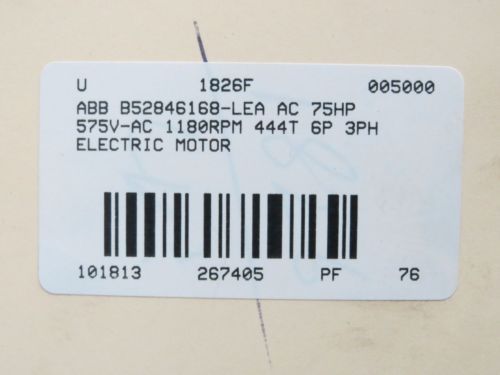 U 1826F 005000
ABB B52846168-LEA AC 75HP
575V-AC 1180RPM 444T 6P 3PH
ELECTRIC MOTOR
101813 267405 PF 76